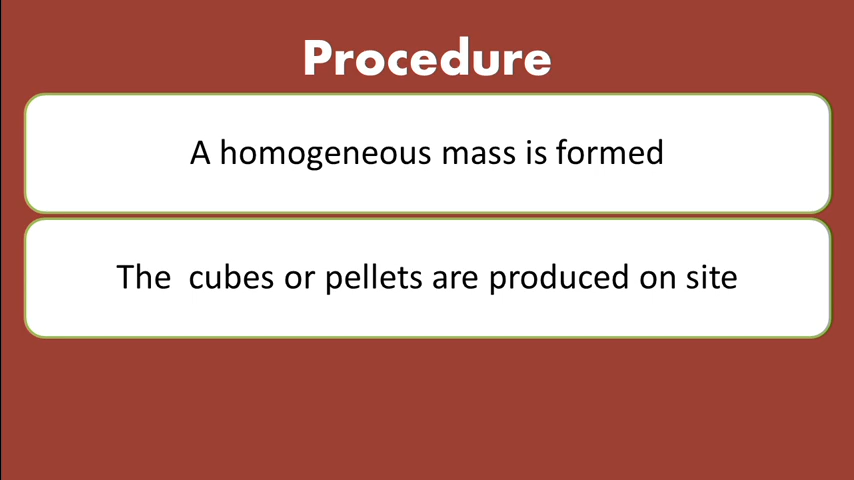 Procedure
A homogeneous mass is formed
The  cubes or pellets are produced on site